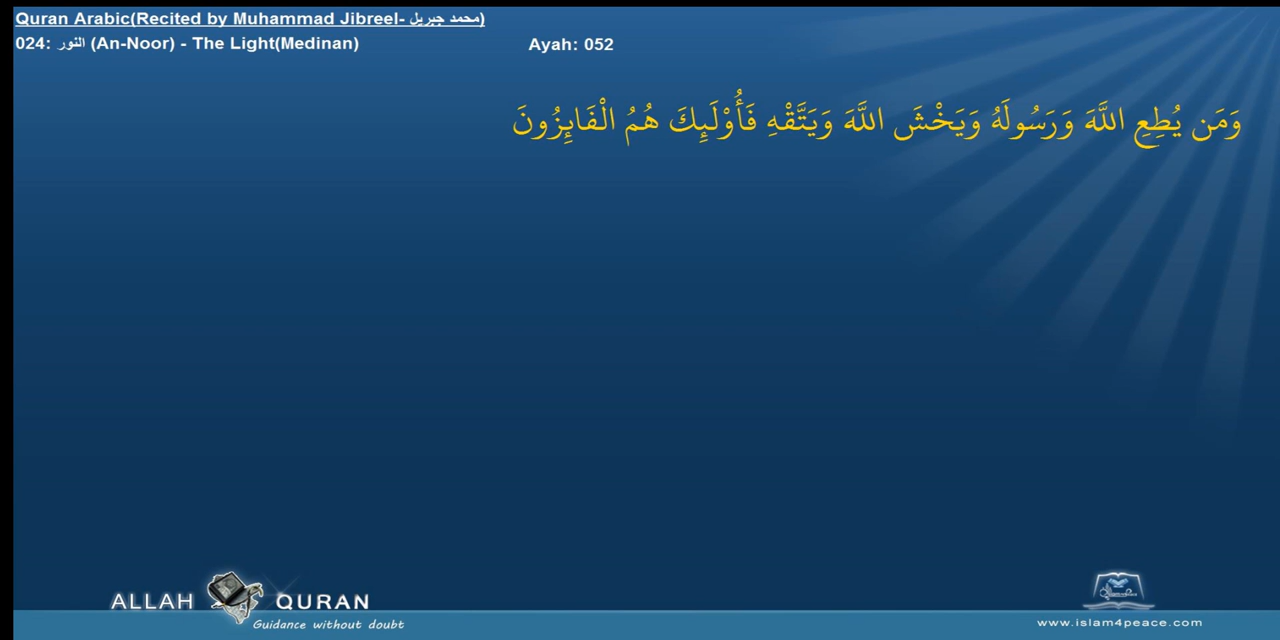 Quran Arabic(Recited by Muhammad Jibreel- محمد جبريل)
024: النور (An-Noor) - The Light(Medinan) Ayah: 052
وَمَن يُطِعِ اللَّهَ وَرَسُولَهُ وَيَخْشَ اللَّهَ وَيَتَّقْهِ فَأُوْلَئِكَ هُمُ الْفَائِزُونَ
ALLAH QURAN
Guidance without doubt
www.islam4peace.com